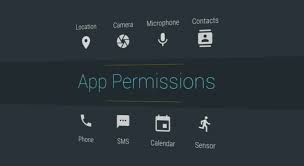 Location Camera Microphone Contacts
App Permissions
Phone SMS Calendar Sensor